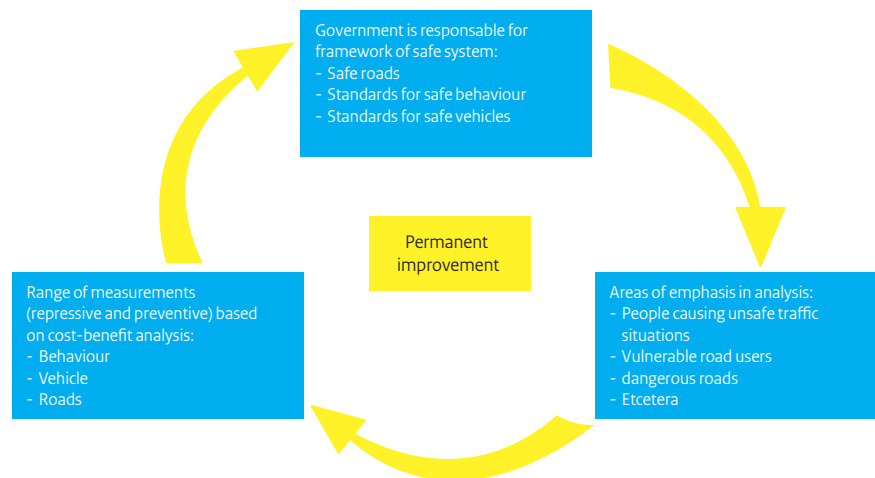 Government is responsable for
framework of safe system:
- Safe roads
- Standards for safe behaviour
- Standards for safe vehicles
Permanent
improvement
Range of measurements
(repressive and preventive) based
on cost-benefit analysis:
- Behaviour
- Vehicle
- Roads
Areas of emphasis in analysis:
- People causing unsafe traffic
situations
- Vulnerable road users
- dangerous roads
- Etcetera